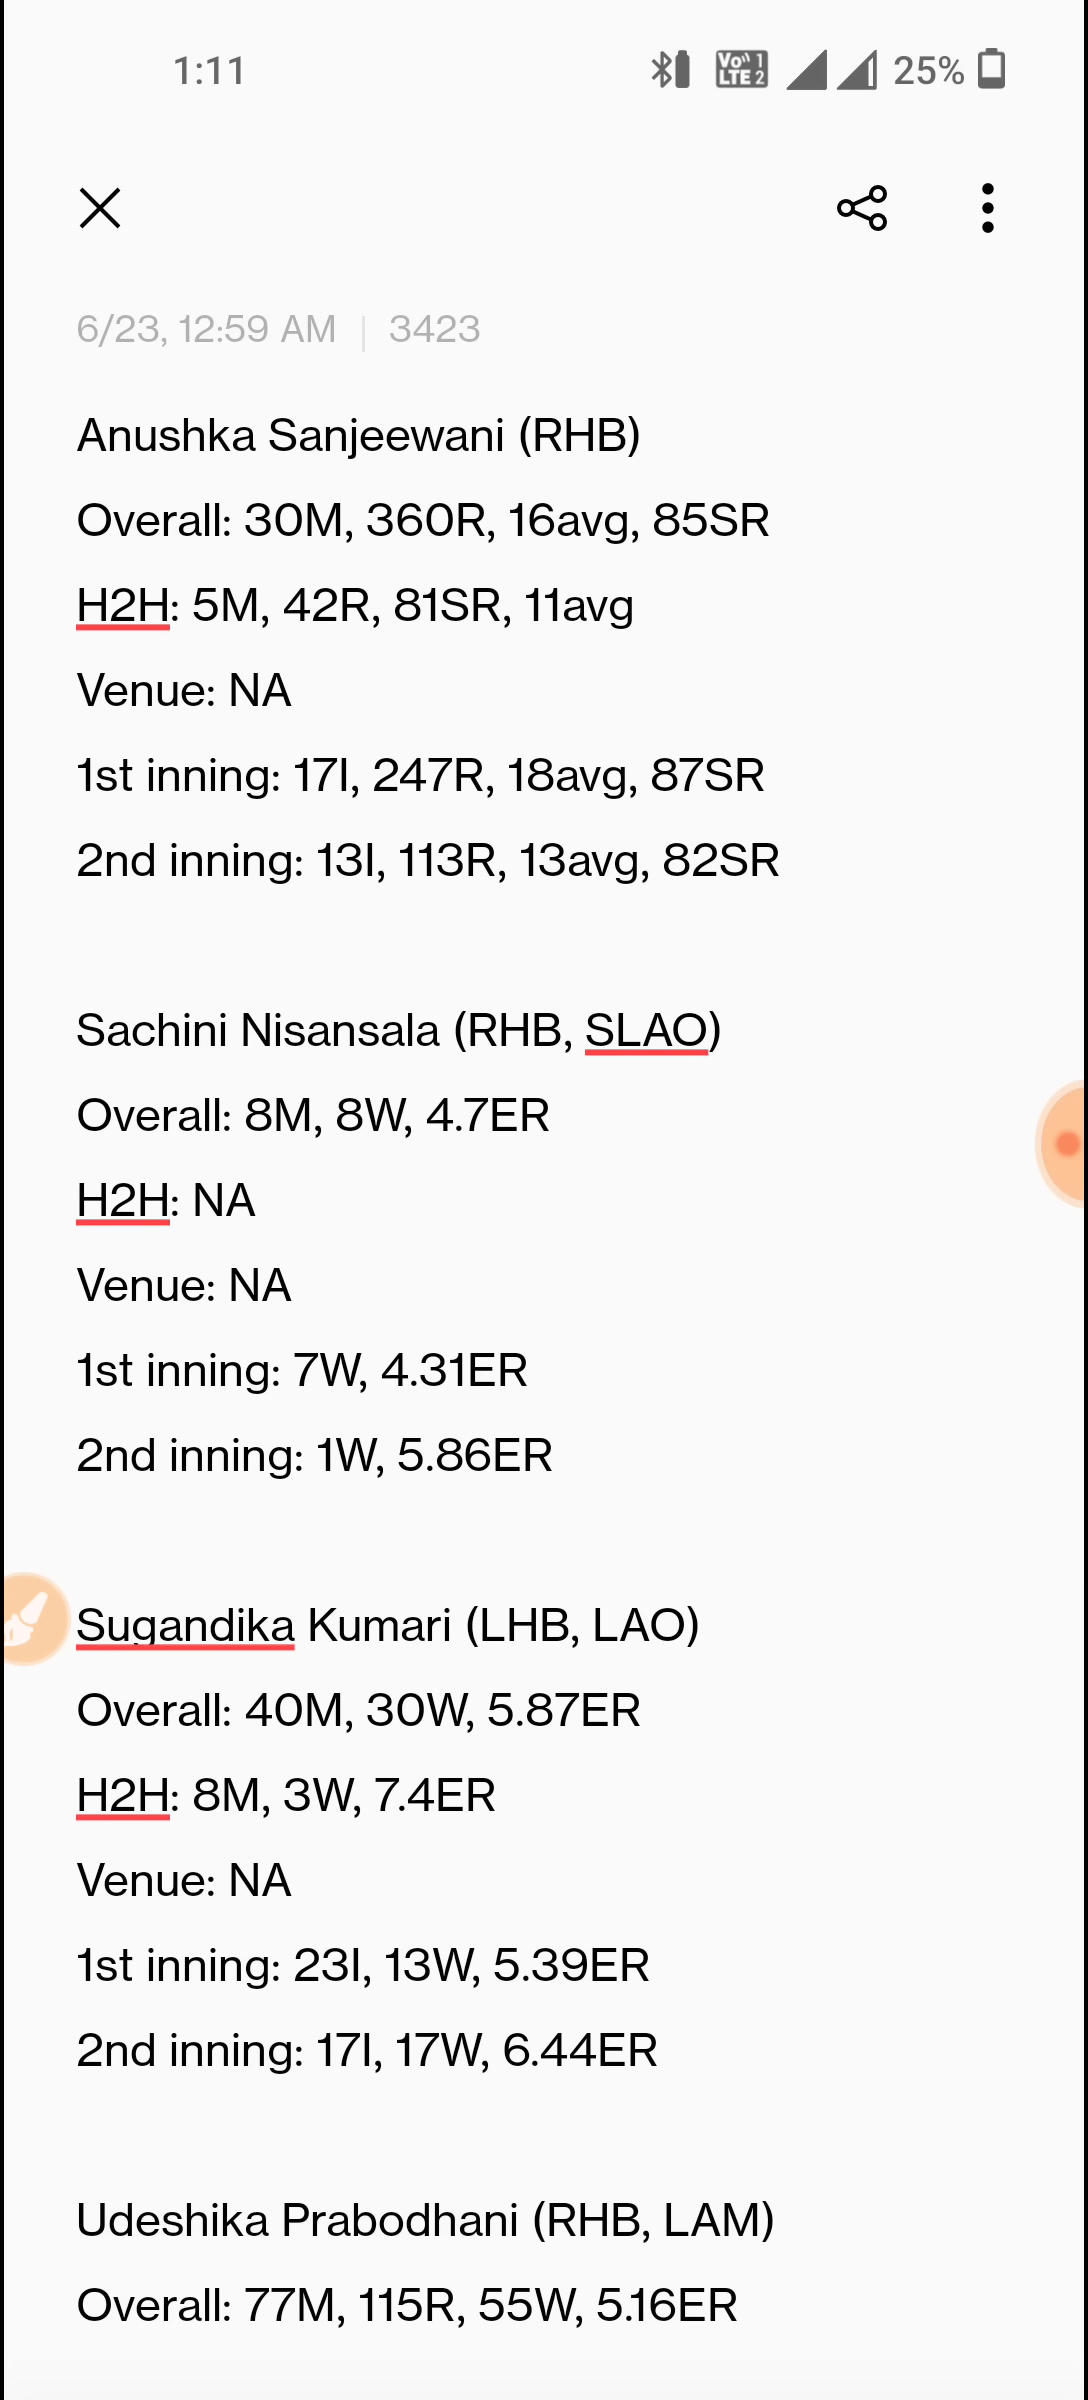 1:11 Vo)) LTE 1 2 25%
6/23, 12:59 AM | 3423
Anushka Sanjeewani (RHB)
Overall: 30M, 360R, 16avg, 85SR
H2H: 5M, 42R, 81SR, 11avg
Venue: NA
1st inning: 17I, 247R, 18avg, 87SR
2nd inning: 13I, 113R, 13avg, 82SR
Sachini Nisansala (RHB, SLAO)
Overall: 8M, 8W, 4.7ER
H2H: NA
Venue: NA
1st inning: 7W, 4.31ER
2nd inning: 1W, 5.86ER
Sugandika Kumari (LHB, LAO)
Overall: 40M, 30W, 5.87ER
H2H: 8M, 3W, 7.4ER
Venue: NA
1st inning: 23I, 13W, 5.39ER
2nd inning: 17I, 17W, 6.44ER
Udeshika Prabodhani (RHB, LAM)
Overall: 77M, 115R, 55W, 5.16ER